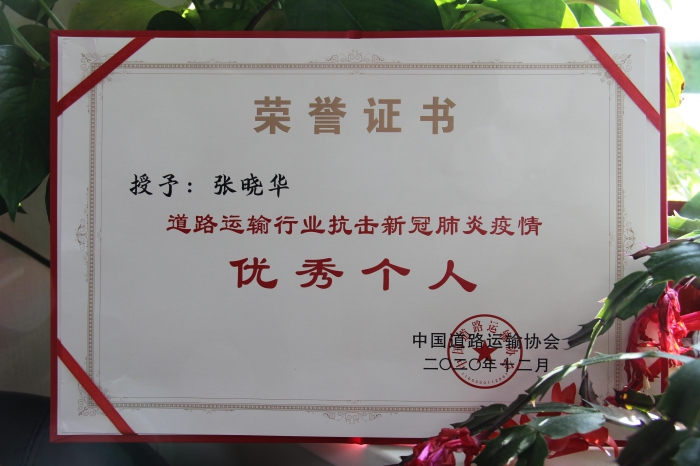 荣誉证书
授予：张晓华
道路运输行业抗击新冠肺炎疫情
优秀个人
中国道路运输协会
二〇二〇年十二月